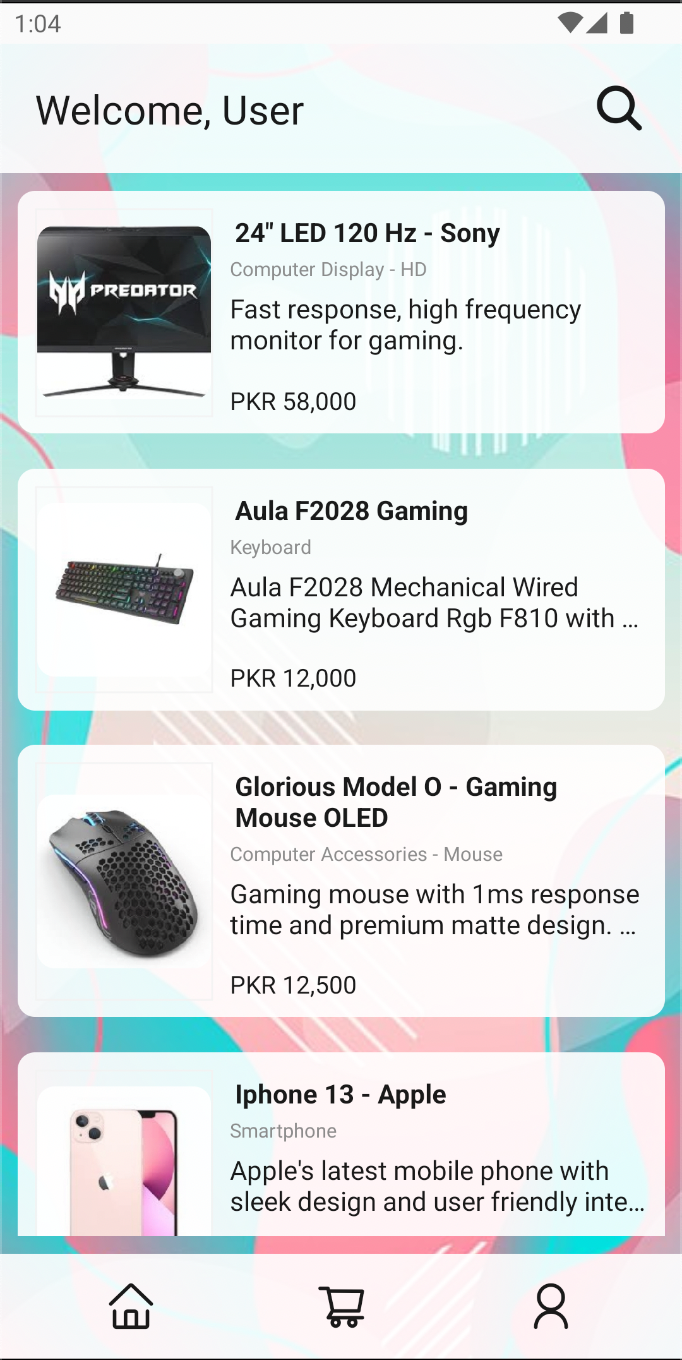 1:04
Welcome, User
24" LED 120 Hz - Sony
Computer Display - HD
PREDATOR
Fast response, high frequency
monitor for gaming.
PKR 58,000
Aula F2028 Gaming
Keyboard
Aula F2028 Mechanical Wired
Gaming Keyboard Rgb F810 with ...
PKR 12,000
Glorious Model O - Gaming
Mouse OLED
Computer Accessories - Mouse
Gaming mouse with 1ms response
time and premium matte design. ...
PKR 12,500
Iphone 13 - Apple
Smartphone
Apple's latest mobile phone with
sleek design and user friendly inte...